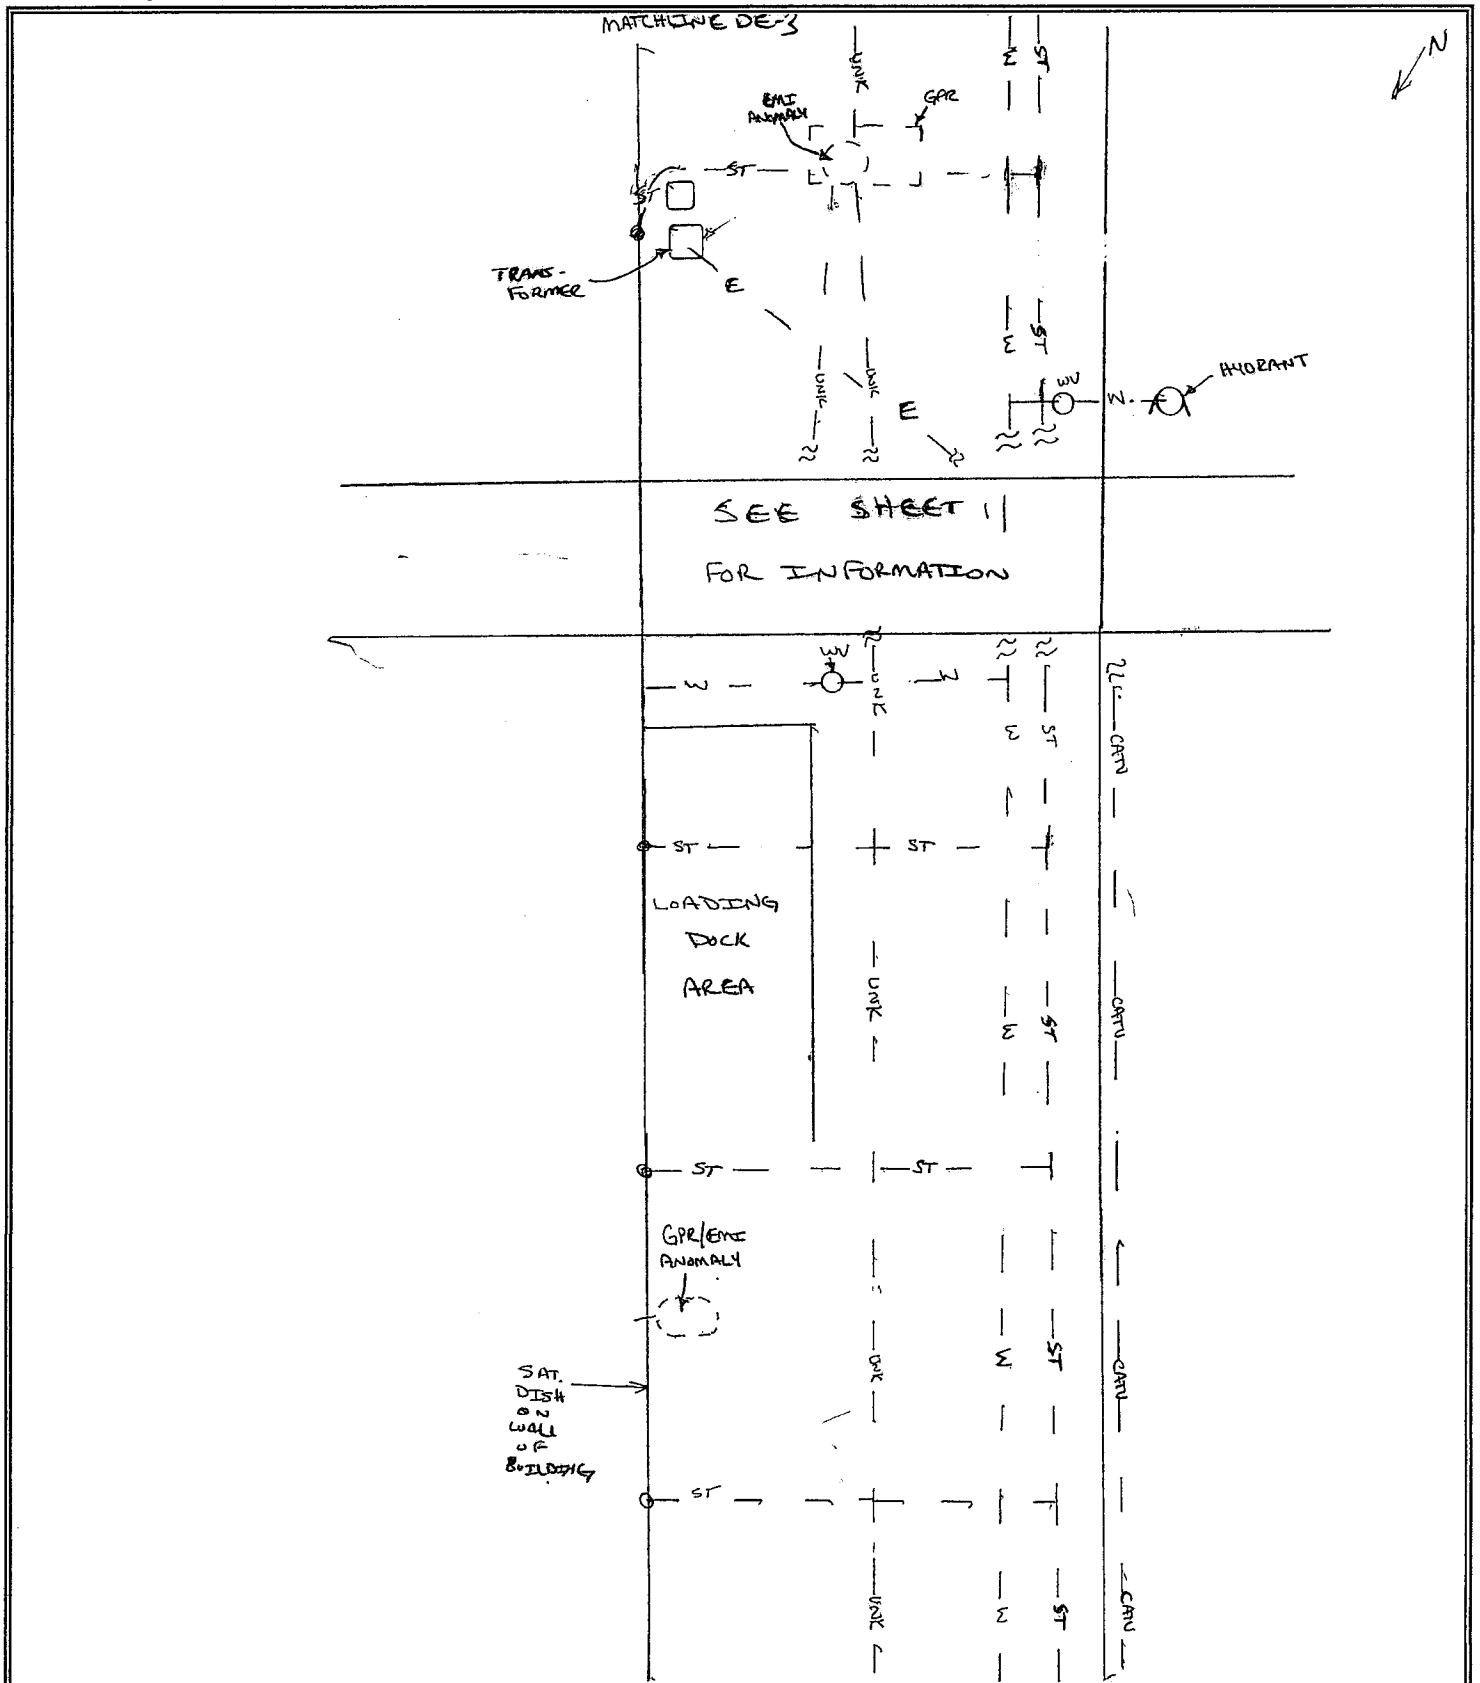 MATCHLINE DE-3
N
UNK
W
ST
EMI
ANOMALY
GPR
ST
ST
TRANS-
FORMER
E
W
ST
HYDRANT
UNK
UNK
WV
W
E
SEE SHEET 1
FOR INFORMATION
WV
W
W
UNK
W
ST
CATV
ST
ST
LOADING
DOCK
AREA
UNK
W
ST
CATV
ST
ST
GPR/EMI
ANOMALY
UNK
W
ST
CATV
SAT.
DISH
ON
WALL
OF
BUILDING
ST
UNK
W
ST
CATV